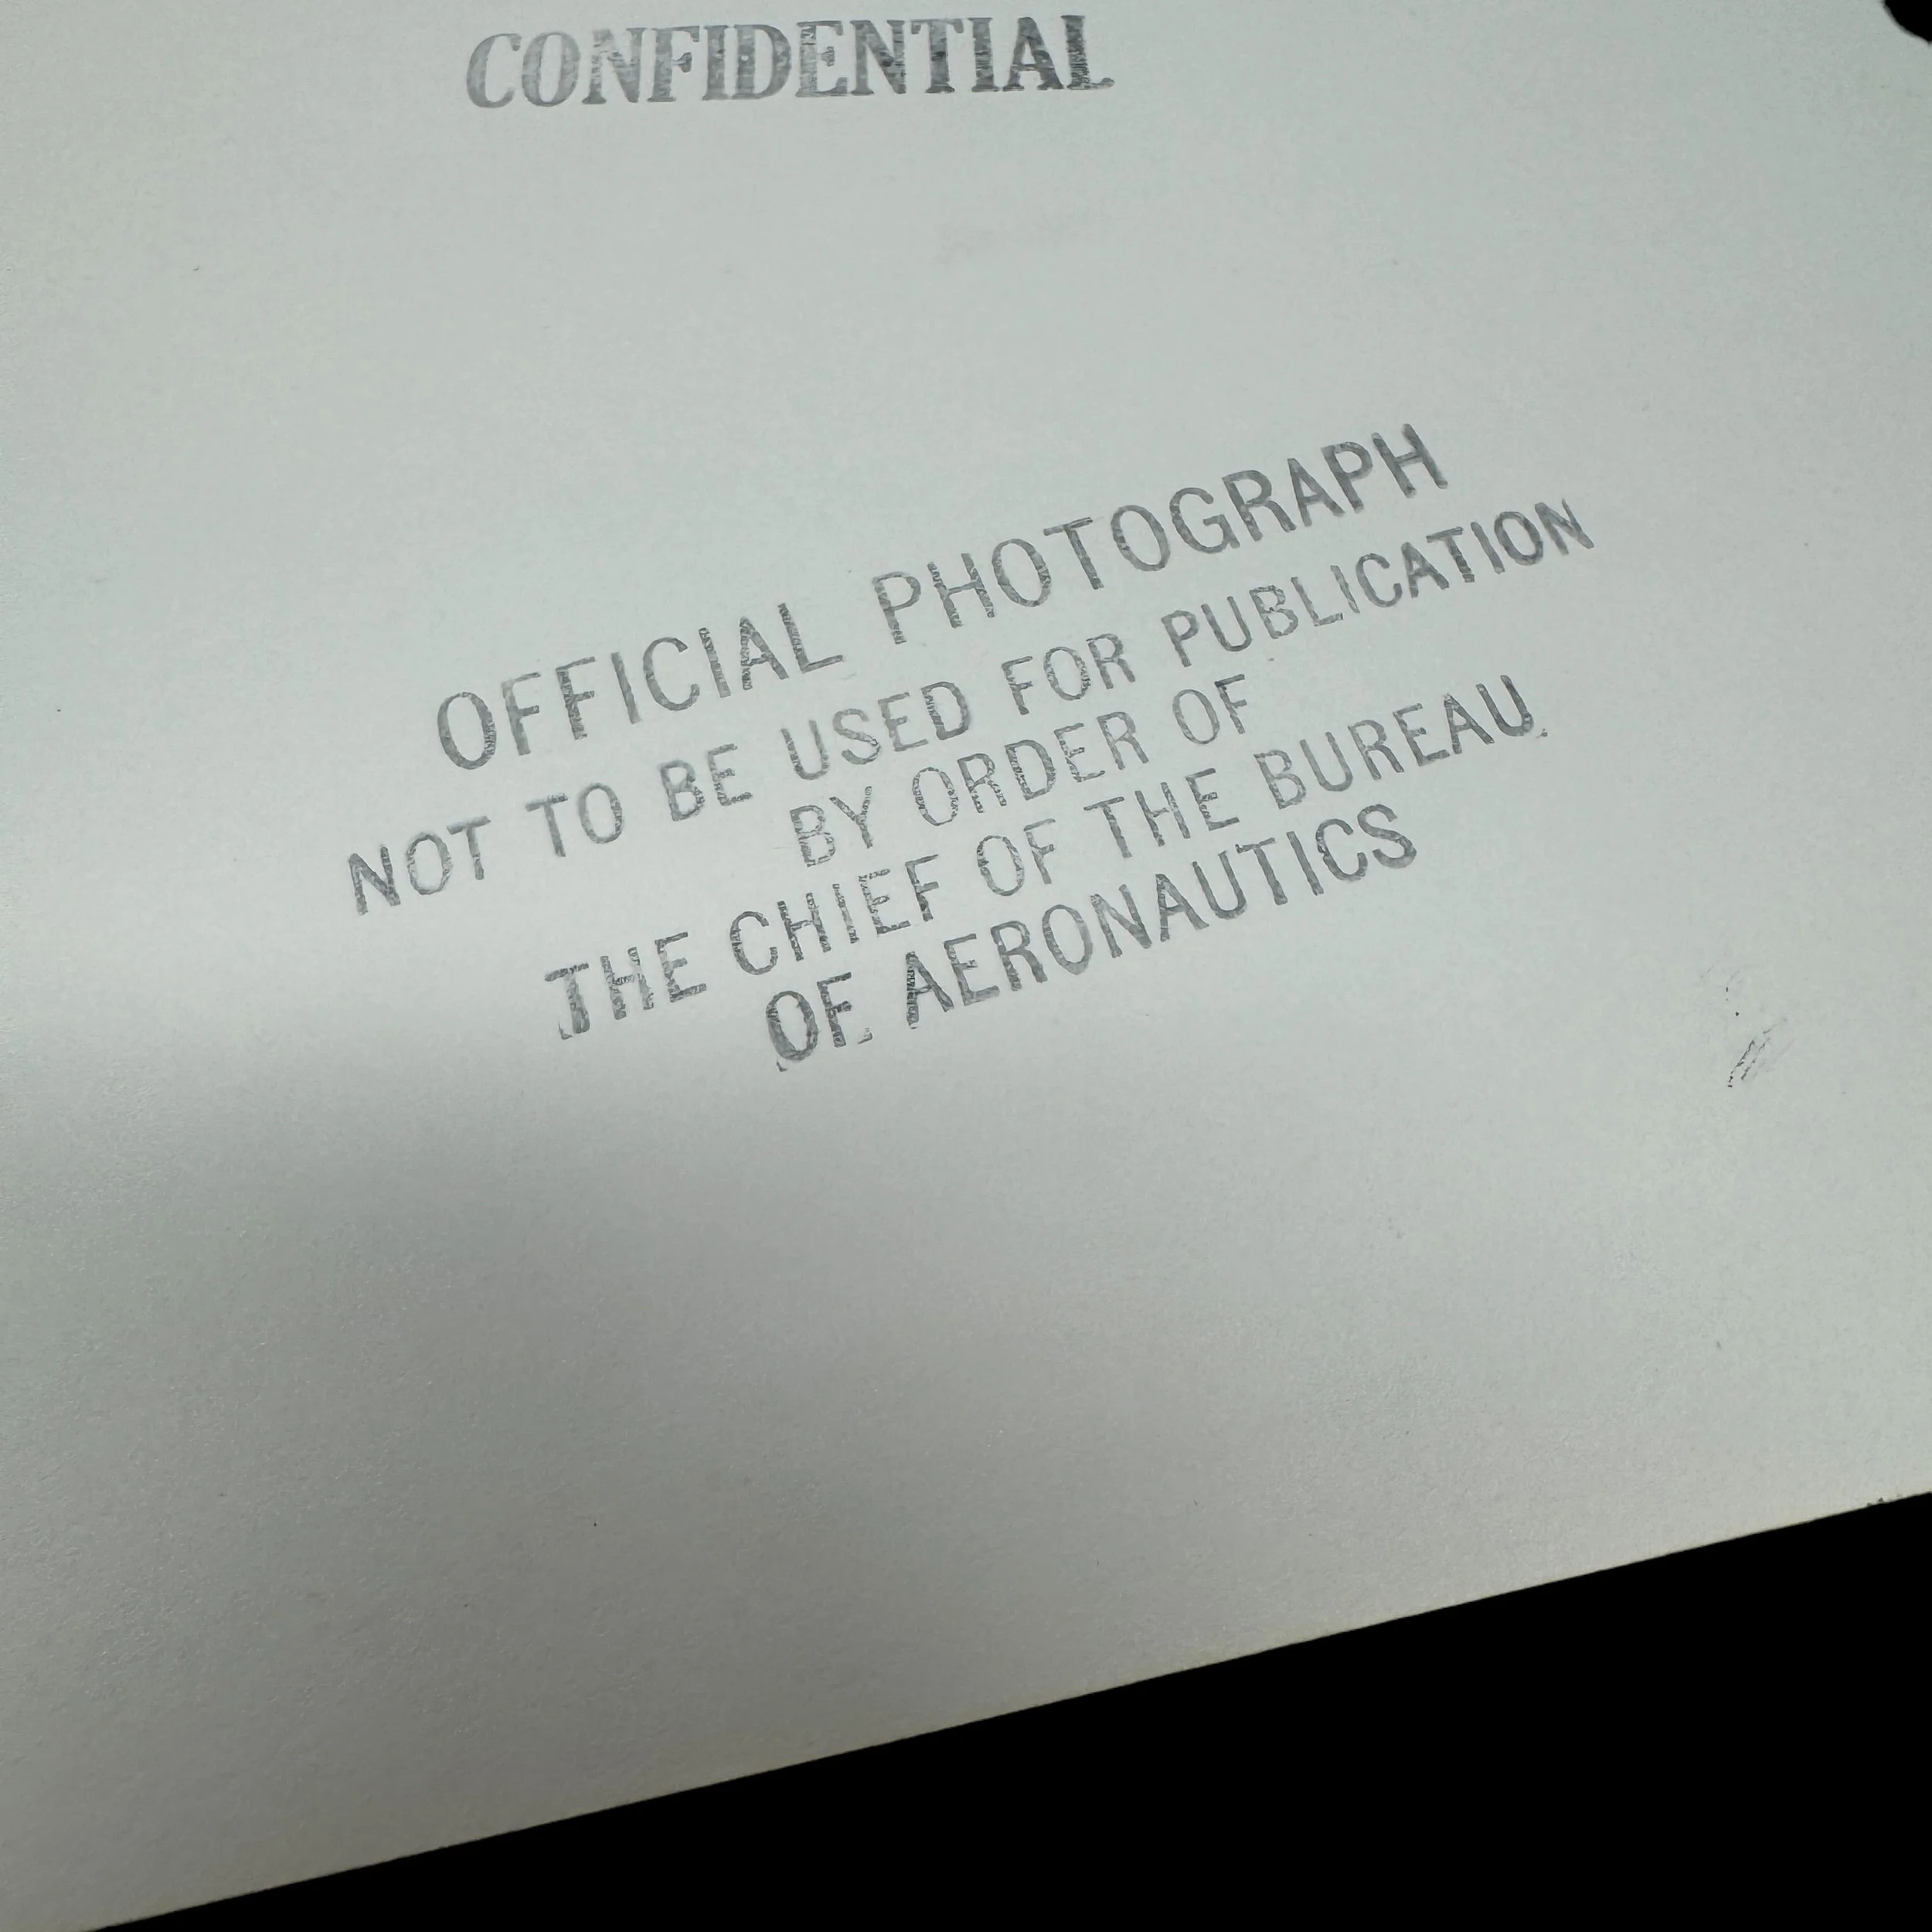 CONFIDENTIAL
OFFICIAL PHOTOGRAPH
NOT TO BE USED FOR PUBLICATION
BY ORDER OF
THE CHIEF OF THE BUREAU
OF AERONAUTICS